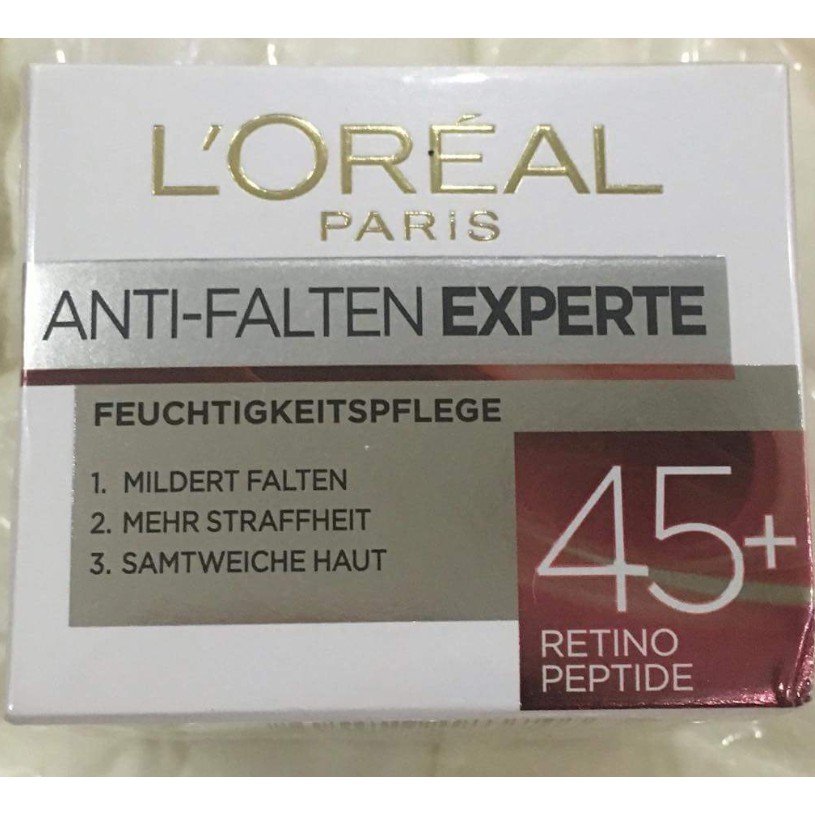 L'ORÉAL
PARIS
ANTI-FALTEN EXPERTE
FEUCHTIGKEITSPFLEGE
1. MILDERT FALTEN
2. MEHR STRAFFHEIT
3. SAMTWEICHE HAUT
45+
RETINO
PEPTIDE